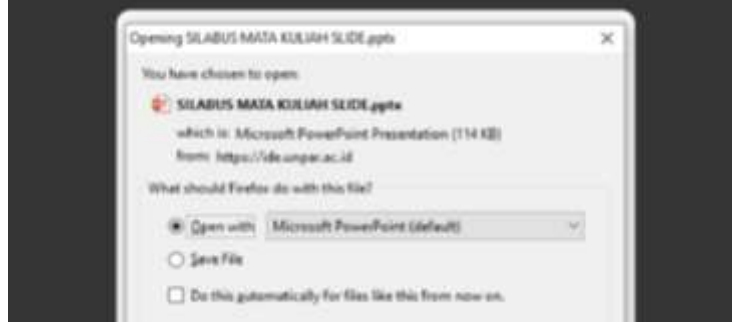 Opening SILABUS MATA KULIAH SLIDE.pptx
You have chosen to open:
SILABUS MATA KULIAH SLIDE.pptx
which is: Microsoft PowerPoint Presentation (114 KB)
from: https://ide.unpar.ac.id
What should Firefox do with this file?
Open with Microsoft PowerPoint (default)
Save File
Do this automatically for files like this from now on.